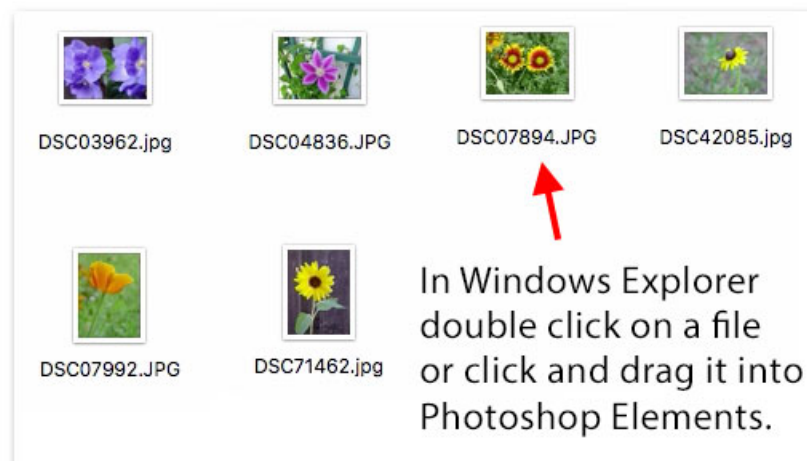 DSC03962.jpg
DSC04836.JPG
DSC07894.JPG
DSC42085.jpg
DSC07992.JPG
DSC71462.jpg
In Windows Explorer
double click on a file
or click and drag it into
Photoshop Elements.